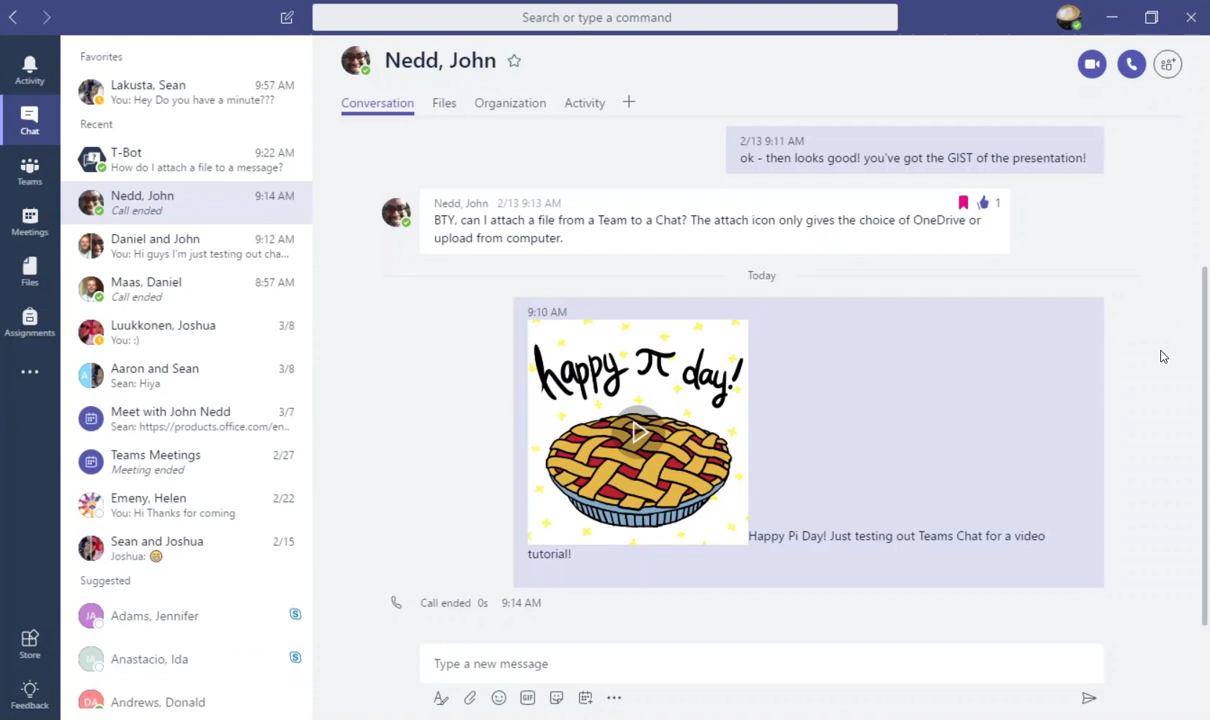 Search or type a command
Activity
Chat
Teams
Meetings
Files
Assignments
Store
Feedback
Favorites
Lakusta, Sean 9:57 AM
You: Hey Do you have a minute???
Recent
T-Bot 9:22 AM
How do I attach a file to a message?
Nedd, John 9:14 AM
Call ended
Daniel and John 9:12 AM
You: Hi guys I'm just testing out cha...
Maas, Daniel 8:57 AM
Call ended
Luukkonen, Joshua 3/8
You: :)
Aaron and Sean 3/8
Sean: Hiya
Meet with John Nedd 3/7
Sean: https://products.office.com/en..
Teams Meetings 2/27
Meeting ended
Emeny, Helen 2/22
You: Hi Thanks for coming
Sean and Joshua 2/15
Joshua:
Suggested
JA Adams, Jennifer
IA Anastacio, Ida
DA Andrews, Donald
Nedd, John
Conversation Files Organization Activity
2/13 9:11 AM
ok - then looks good! you've got the GIST of the presentation!
Nedd, John 2/13 9:13 AM 1
BTY, can I attach a file from a Team to a Chat? The attach icon only gives the choice of OneDrive or
upload from computer.
Today
9:10 AM
happy π day!
Happy Pi Day! Just testing out Teams Chat for a video
tutorial!
Call ended 0s 9:14 AM
Type a new message
GIF